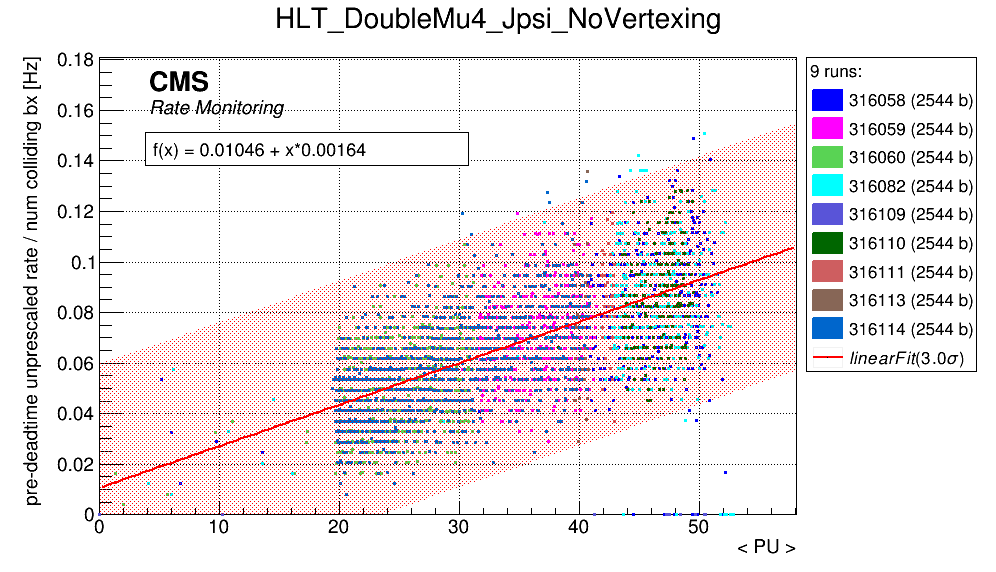 HLT_DoubleMu4_Jpsi_NoVertexing
pre-deadtime unprescaled rate / num colliding bx [Hz]
0.18
0.16
0.14
0.12
0.1
0.08
0.06
0.04
0.02
0
CMS
Rate Monitoring
f(x) = 0.01046 + x*0.00164
0 10 20 30 40 50
< PU >
9 runs:
316058 (2544 b)
316059 (2544 b)
316060 (2544 b)
316082 (2544 b)
316109 (2544 b)
316110 (2544 b)
316111 (2544 b)
316113 (2544 b)
316114 (2544 b)
linearFit(3.0σ)